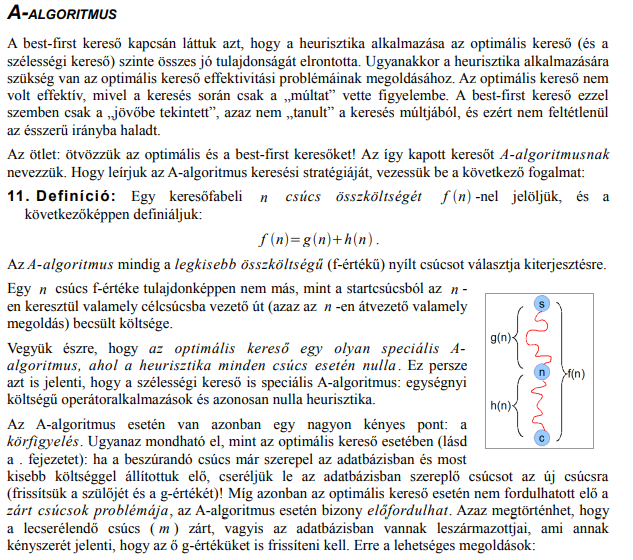 A-ALGORITMUS
A best-first kereső kapcsán láttuk azt, hogy a heurisztika alkalmazása az optimális kereső (és a
szélességi kereső) szinte összes jó tulajdonságát elrontotta. Ugyanakkor a heurisztika alkalmazására
szükség van az optimális kereső effektivitási problémáinak megoldásához. Az optimális kereső nem
volt effektív, mivel a keresés során csak a „múltat” vette figyelembe. A best-first kereső ezzel
szemben csak a „jövőbe tekintett”, azaz nem „tanult” a keresés múltjából, és ezért nem feltétlenül
az ésszerű irányba haladt.
Az ötlet: ötvözzük az optimális és a best-first keresőket! Az így kapott keresőt A-algoritmusnak
nevezzük. Hogy leírjuk az A-algoritmus keresési stratégiáját, vezessük be a következő fogalmat:
11. Definíció: Egy keresőfabeli n csúcs összköltségét f(n)-nel jelöljük, és a
következőképpen definiáljuk:
f(n)=g(n)+h(n).
Az A-algoritmus mindig a legkisebb összköltségű (f-értékű) nyílt csúcsot választja kiterjesztésre.
Egy n csúcs f-értéke tulajdonképpen nem más, mint a startcsúcsból az n-
en keresztül valamely célcsúcsba vezető út (azaz az n-en átvezető valamely
megoldás) becsült költsége.
Vegyük észre, hogy az optimális kereső egy olyan speciális A-
algoritmus, ahol a heurisztika minden csúcs esetén nulla. Ez persze
azt is jelenti, hogy a szélességi kereső is speciális A-algoritmus: egységnyi
költségű operátoralkalmazások és azonosan nulla heurisztika.
Az A-algoritmus esetén van azonban egy nagyon kényes pont: a
körfigyelés. Ugyanaz mondható el, mint az optimális kereső esetében (lásd
a . fejezetet): ha a beszúrandó csúcs már szerepel az adatbázisban és most
kisebb költséggel állítottuk elő, cseréljük le az adatbázisban szereplő csúcsot az új csúcsra
(frissítsük a szülőjét és a g-értékét)! Míg azonban az optimális kereső esetén nem fordulhatott elő a
zárt csúcsok problémája, az A-algoritmus esetén bizony előfordulhat. Azaz megtörténhet, hogy
a lecserélendő csúcs (m) zárt, vagyis az adatbázisban vannak leszármazottjai, ami annak
kényszerét jelenti, hogy az ő g-értéküket is frissíteni kell. Erre a lehetséges megoldások:
s
g(n)
n
f(n)
h(n)
c